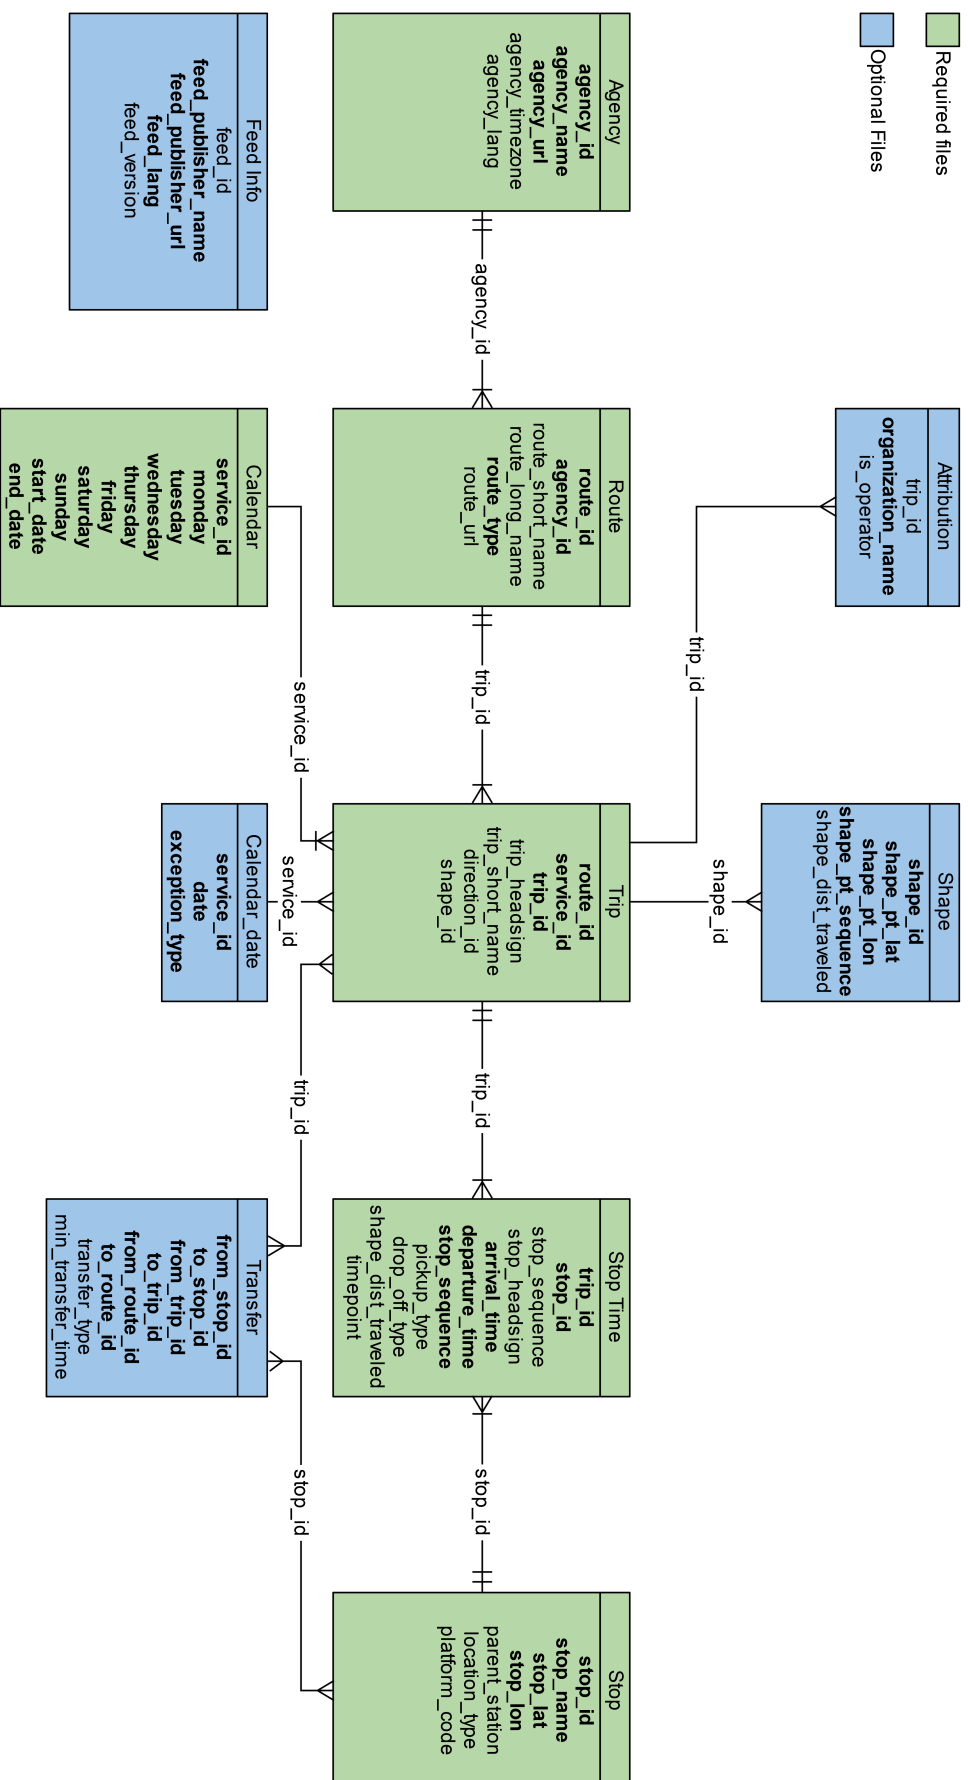 Required files
Optional Files
Attribution
trip_id
organization_name
is_operator
Shape
shape_id
shape_pt_lat
shape_pt_lon
shape_pt_sequence
shape_dist_traveled
trip_id
shape_id
Agency
agency_id
agency_name
agency_url
agency_timezone
agency_lang
agency_id
Route
route_id
agency_id
route_short_name
route_long_name
route_type
route_url
trip_id
Trip
route_id
service_id
trip_id
trip_headsign
trip_short_name
direction_id
shape_id
trip_id
Stop Time
trip_id
stop_id
stop_sequence
stop_headsign
arrival_time
departure_time
stop_sequence
pickup_type
drop_off_type
shape_dist_traveled
timepoint
stop_id
Stop
stop_id
stop_name
stop_lat
stop_lon
parent_station
location_type
platform_code
service_id
service_id
trip_id
stop_id
Feed Info
feed_id
feed_publisher_name
feed_publisher_url
feed_lang
feed_version
Calendar
service_id
monday
tuesday
wednesday
thursday
friday
saturday
sunday
start_date
end_date
Calendar_date
service_id
date
exception_type
Transfer
from_stop_id
to_stop_id
from_trip_id
to_trip_id
from_route_id
to_route_id
transfer_type
min_transfer_time